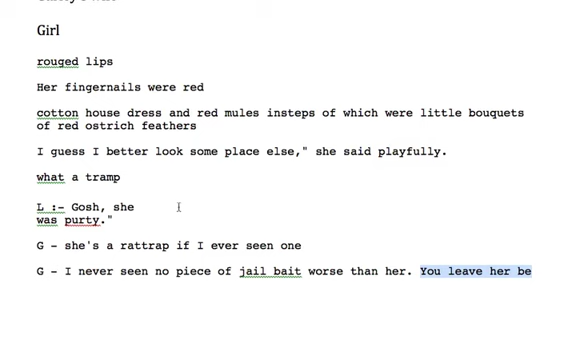 Girl
rouged lips
Her fingernails were red
cotton house dress and red mules insteps of which were little bouquets
of red ostrich feathers
I guess I better look some place else," she said playfully.
what a tramp
L :- Gosh, she
was purty."
G - she's a rattrap if I ever seen one
G - I never seen no piece of jail bait worse than her. You leave her be